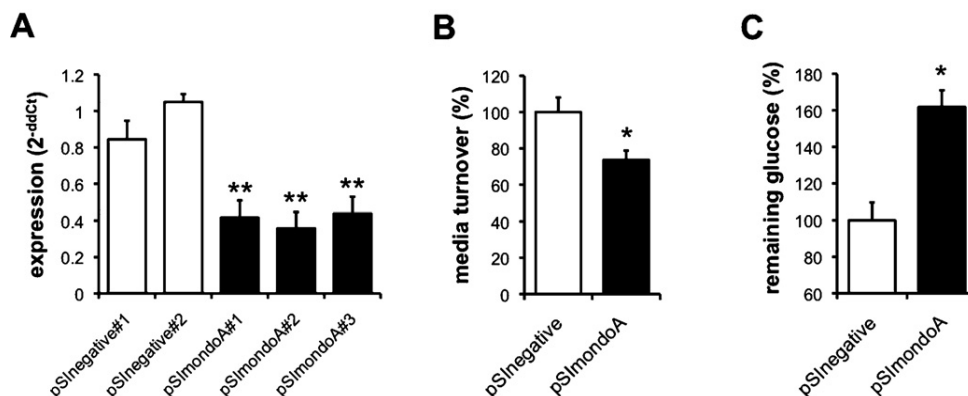 A
expression (2-ddCt)
1.2
1
0.8
0.6
0.4
0.2
0
**
**
**
pSInegative#1
pSInegative#2
pSImondoA#1
pSImondoA#2
pSImondoA#3
B
media turnover (%)
120
100
80
60
40
20
0
*
pSInegative
pSImondoA
C
remaining glucose (%)
180
160
140
120
100
80
60
*
pSInegative
pSImondoA